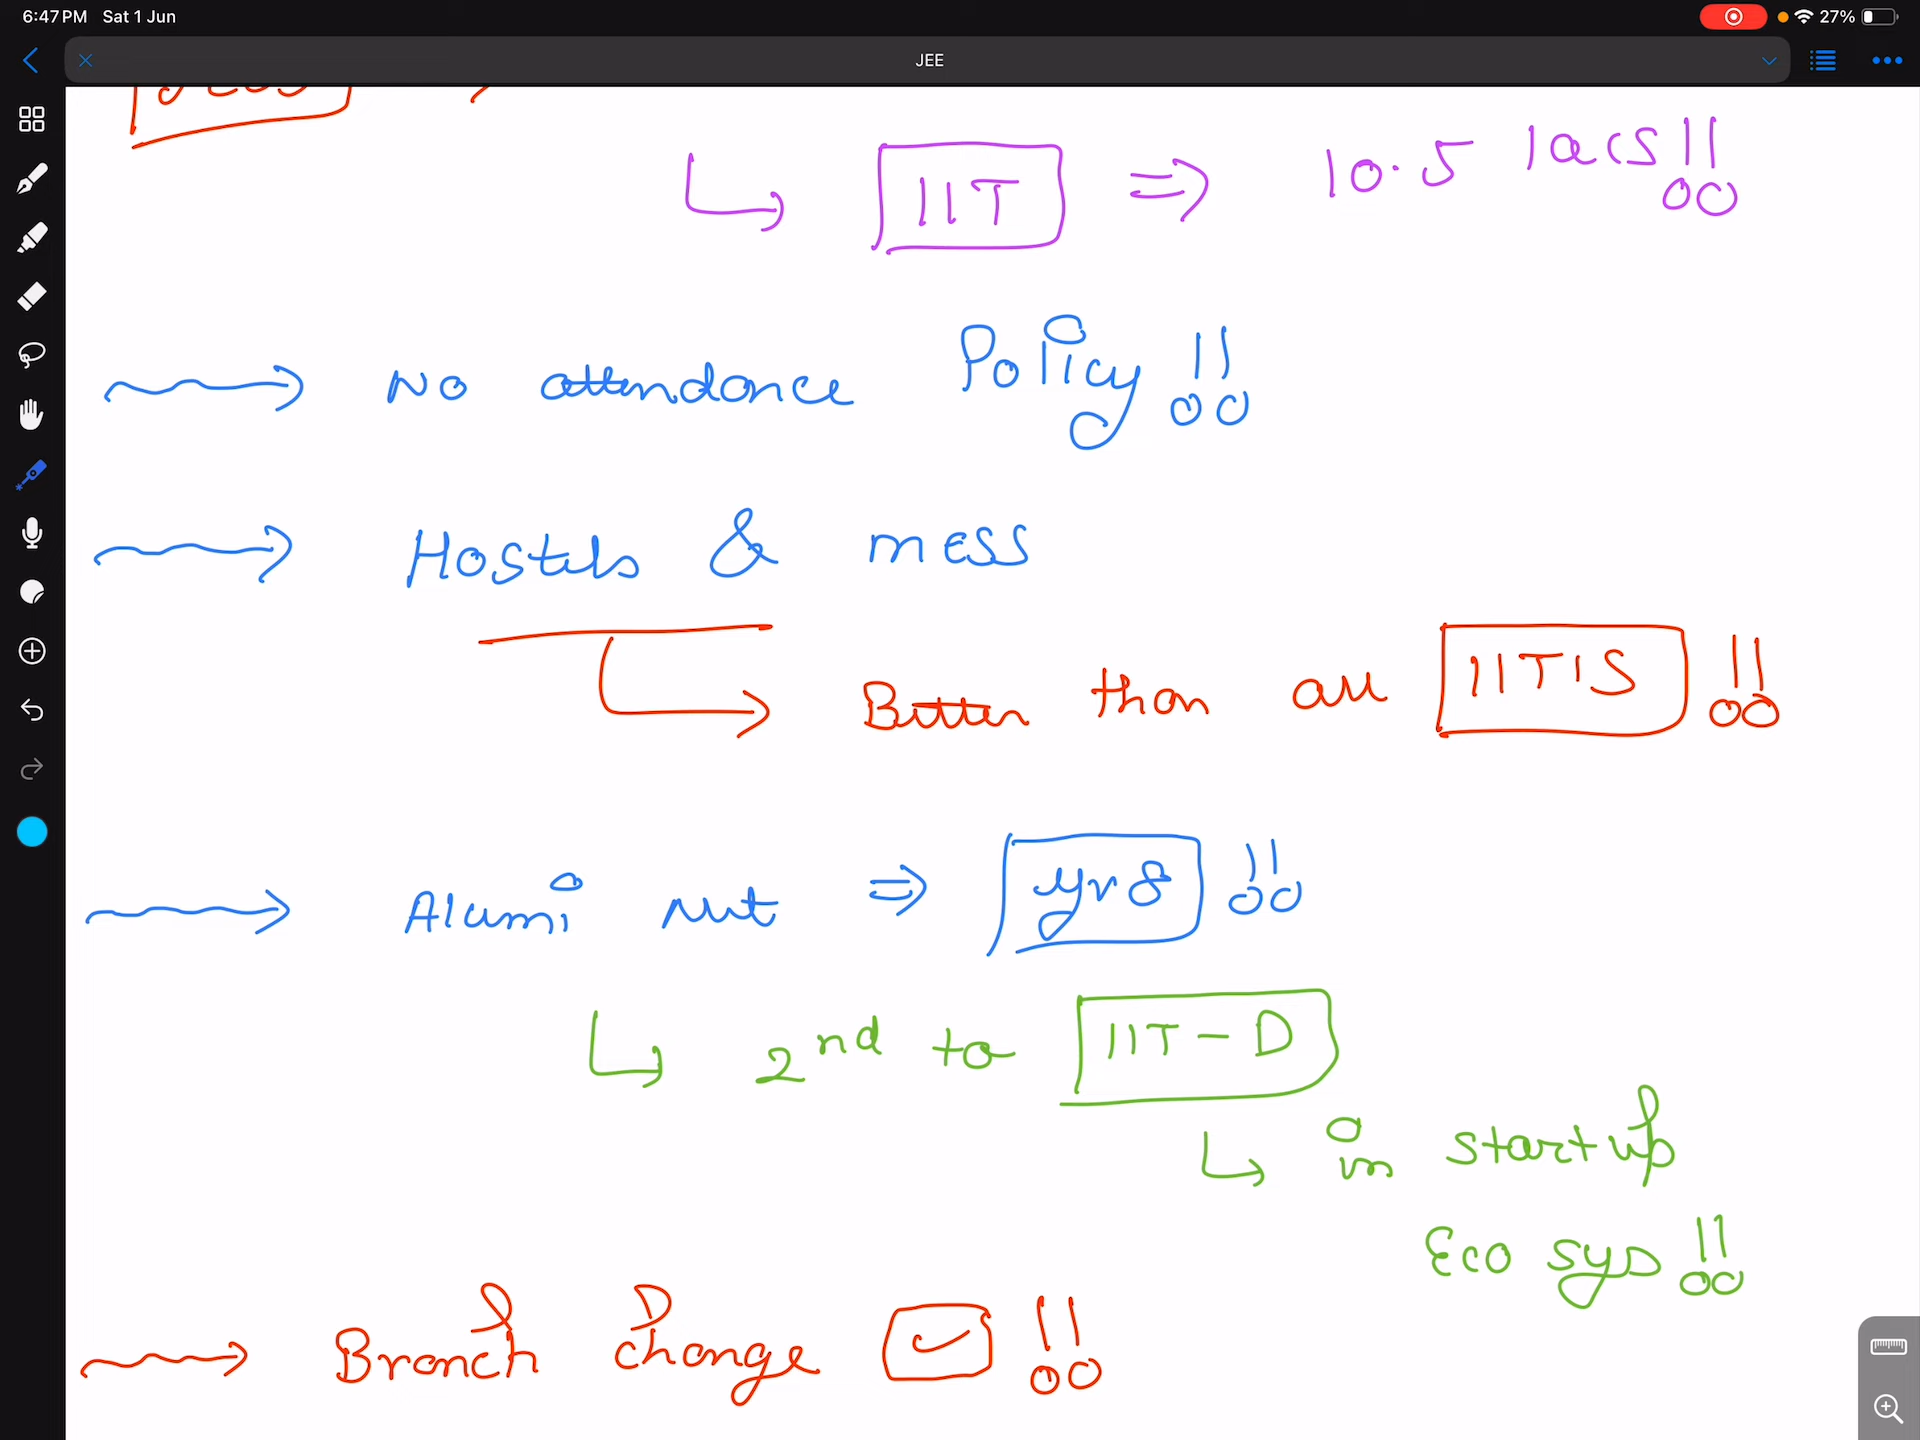 6:47 PM Sat 1 Jun 27%
JEE
IIT ⇒ 10.5 lacs!!
No attendance Policy!!
Hostels & mess
Better than all IIT'S!!
Alumi Net ⇒ yr8!!
2nd to IIT-D
in startup
Eco sys!!
Branch change ✓!!